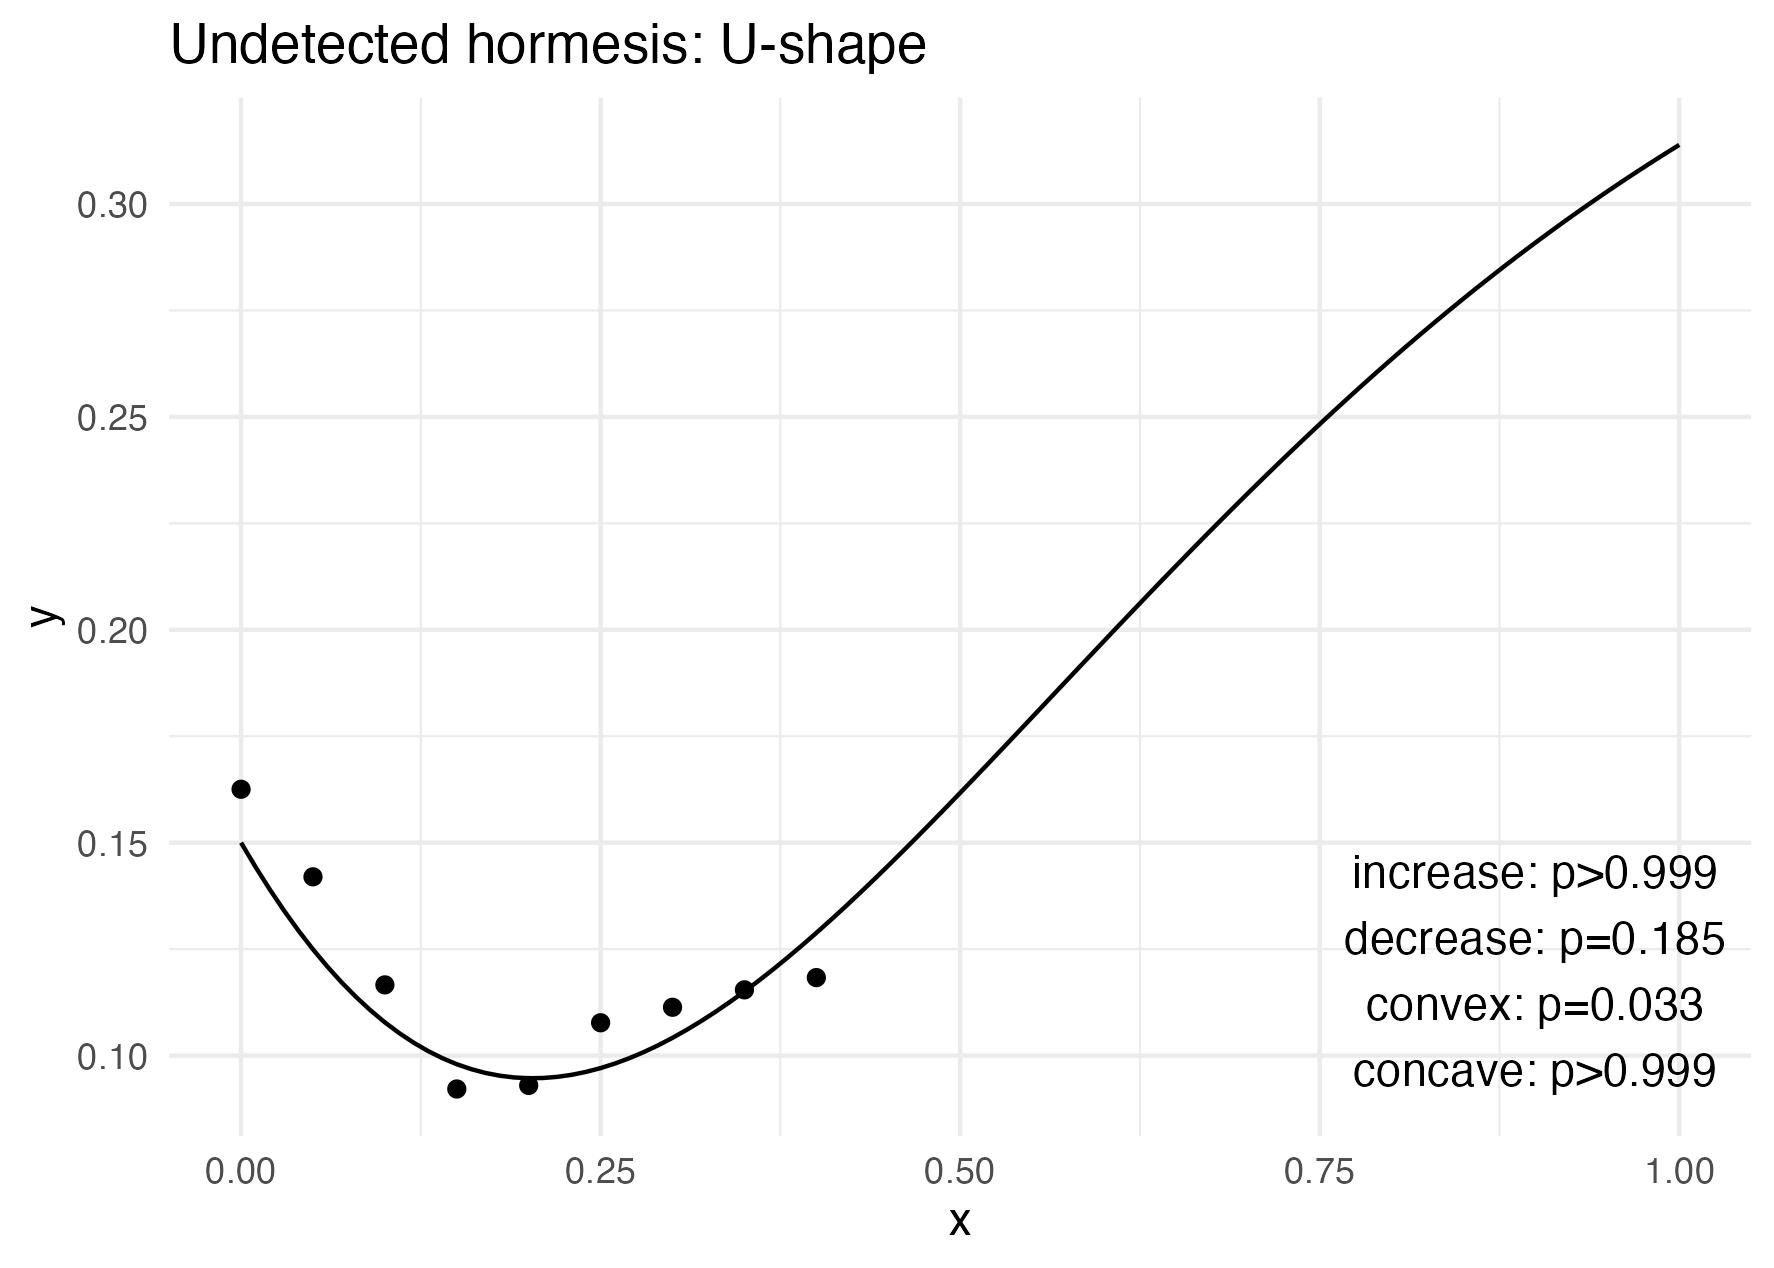 Undetected hormesis: U-shape
0.30
0.25
0.20
0.15
0.10
y
increase: p>0.999
decrease: p=0.185
convex: p=0.033
concave: p>0.999
0.00 0.25 0.50 0.75 1.00
x